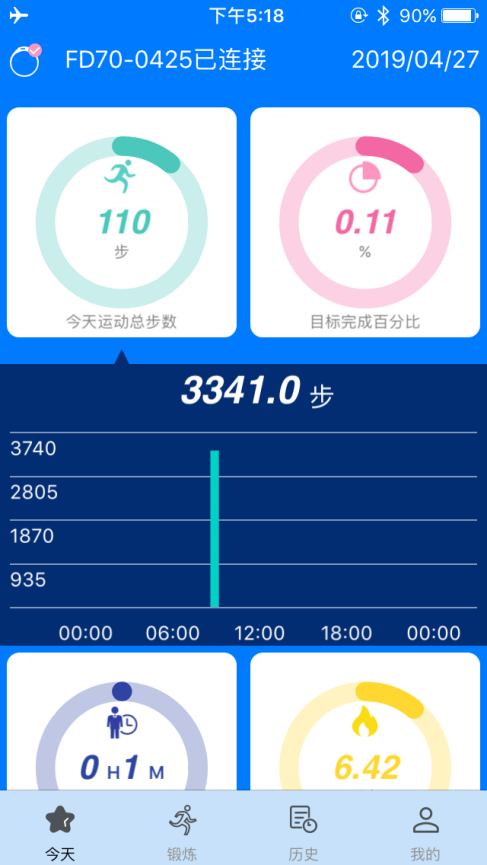 下午5:18 90%
FD70-0425已连接 2019/04/27
110 0.11
步 %
今天运动总步数 目标完成百分比
3341.0 步
3740
2805
1870
935
00:00 06:00 12:00 18:00 00:00
0 H 1 M 6.42
今天 锻炼 历史 我的